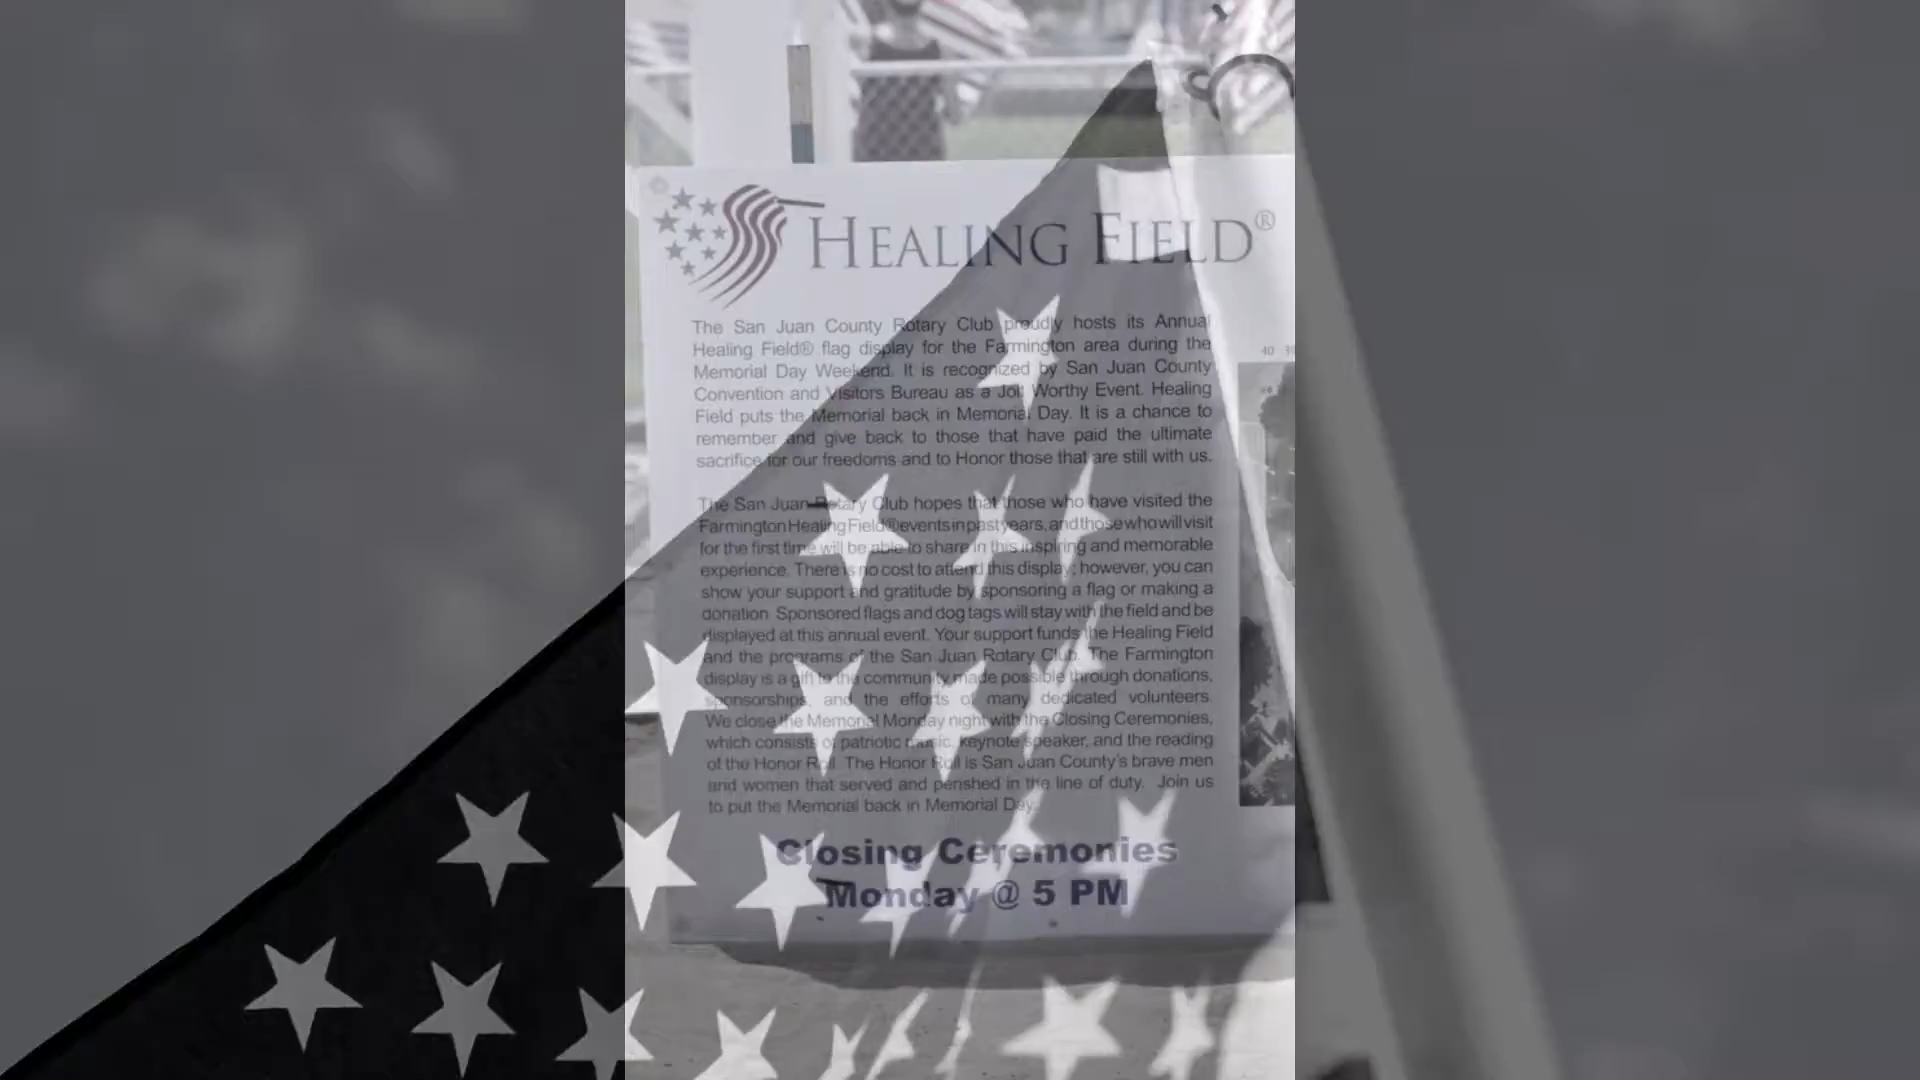 HEALING FIELD®
The San Juan County Rotary Club proudly hosts its Annual
Healing Field® flag display for the Farmington area during the
Memorial Day Weekend. It is recognized by San Juan County
Convention and Visitors Bureau as a Joll Worthy Event. Healing
Field puts the Memorial back in Memorial Day. It is a chance to
remember and give back to those that have paid the ultimate
sacrifice for our freedoms and to Honor those that are still with us.
The San Juan Rotary Club hopes that those who have visited the
Farmington Healing Field® events in past years, and those who will visit
for the first time will be able to share in this inspiring and memorable
experience. There is no cost to attend this display; however, you can
show your support and gratitude by sponsoring a flag or making a
donation. Sponsored flags and dog tags will stay with the field and be
displayed at this annual event. Your support funds the Healing Field
and the programs of the San Juan Rotary Club. The Farmington
display is a gift to the community made possible through donations,
sponsorships, and the efforts of many dedicated volunteers.
We close the Memorial Monday night with the Closing Ceremonies,
which consists of patriotic music, keynote speaker, and the reading
of the Honor Roll. The Honor Roll is San Juan County's brave men
and women that served and perished in the line of duty. Join us
to put the Memorial back in Memorial Day.
Closing Ceremonies
Monday @ 5 PM
40